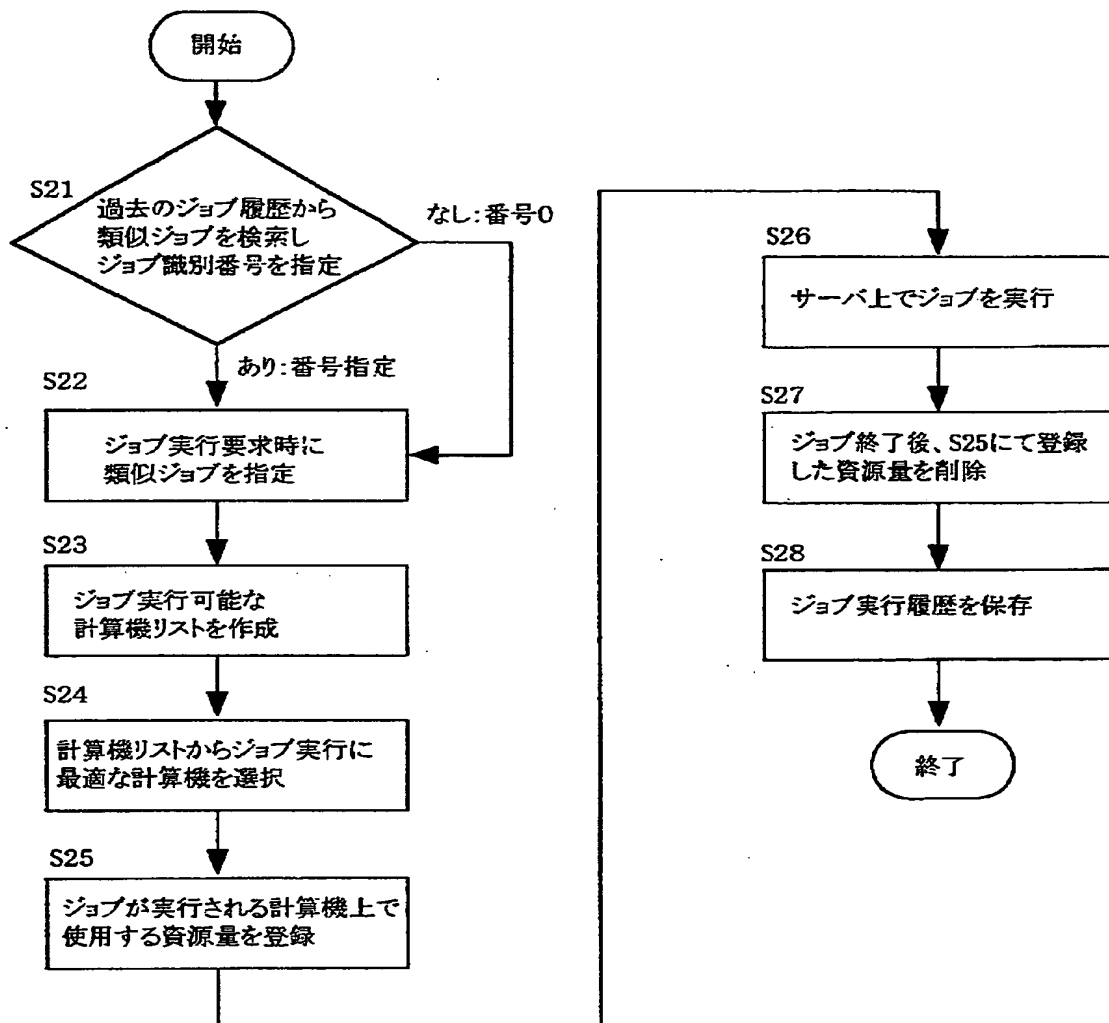 開始
S21
過去のジョブ履歴から
類似ジョブを検索し
ジョブ識別番号を指定
なし:番号0
あり:番号指定
S22
ジョブ実行要求時に
類似ジョブを指定
S23
ジョブ実行可能な
計算機リストを作成
S24
計算機リストからジョブ実行に
最適な計算機を選択
S25
ジョブが実行される計算機上で
使用する資源量を登録
S26
サーバ上でジョブを実行
S27
ジョブ終了後、S25にて登録
した資源量を削除
S28
ジョブ実行履歴を保存
終了